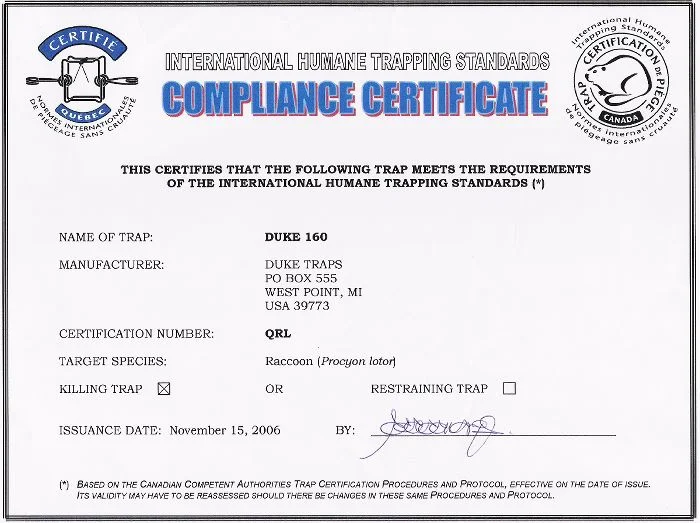 CERTIFIÉ
QUÉBEC
NORMES INTERNATIONALES
DE PIÉGEAGE SANS CRUAUTÉ
INTERNATIONAL HUMANE TRAPPING STANDARDS
COMPLIANCE CERTIFICATE
International Humane
Trapping Standards
TRAP CERTIFICATION DE PIÈGE
CANADA
Normes internationales
de piégeage sans cruauté
THIS CERTIFIES THAT THE FOLLOWING TRAP MEETS THE REQUIREMENTS
OF THE INTERNATIONAL HUMANE TRAPPING STANDARDS (*)
NAME OF TRAP: DUKE 160
MANUFACTURER: DUKE TRAPS
PO BOX 555
WEST POINT, MI
USA 39773
CERTIFICATION NUMBER: QRL
TARGET SPECIES: Raccoon (Procyon lotor)
KILLING TRAP ☒ OR RESTRAINING TRAP ☐
ISSUANCE DATE: November 15, 2006 BY:
(*) BASED ON THE CANADIAN COMPETENT AUTHORITIES TRAP CERTIFICATION PROCEDURES AND PROTOCOL, EFFECTIVE ON THE DATE OF ISSUE.
ITS VALIDITY MAY HAVE TO BE REASSESSED SHOULD THERE BE CHANGES IN THESE SAME PROCEDURES AND PROTOCOL.